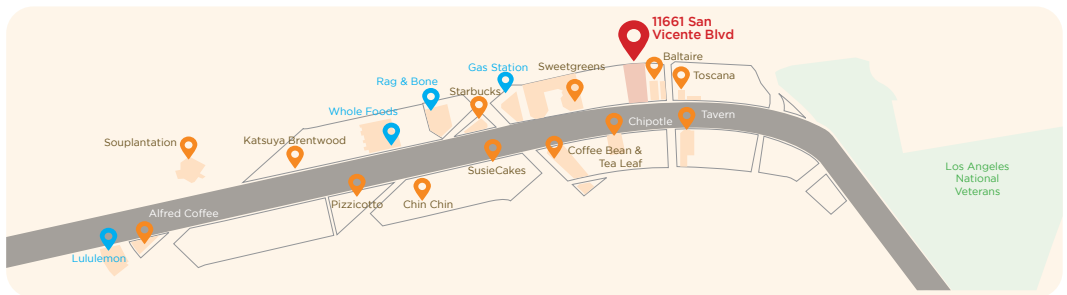 11661 San
Vicente Blvd
Baltaire
Sweetgreens
Gas Station
Toscana
Rag & Bone
Starbucks
Whole Foods
Tavern
Chipotle
Souplantation
Katsuya Brentwood
Coffee Bean &
Tea Leaf
SusieCakes
Los Angeles
National
Veterans
Pizzicotto
Chin Chin
Alfred Coffee
Lululemon